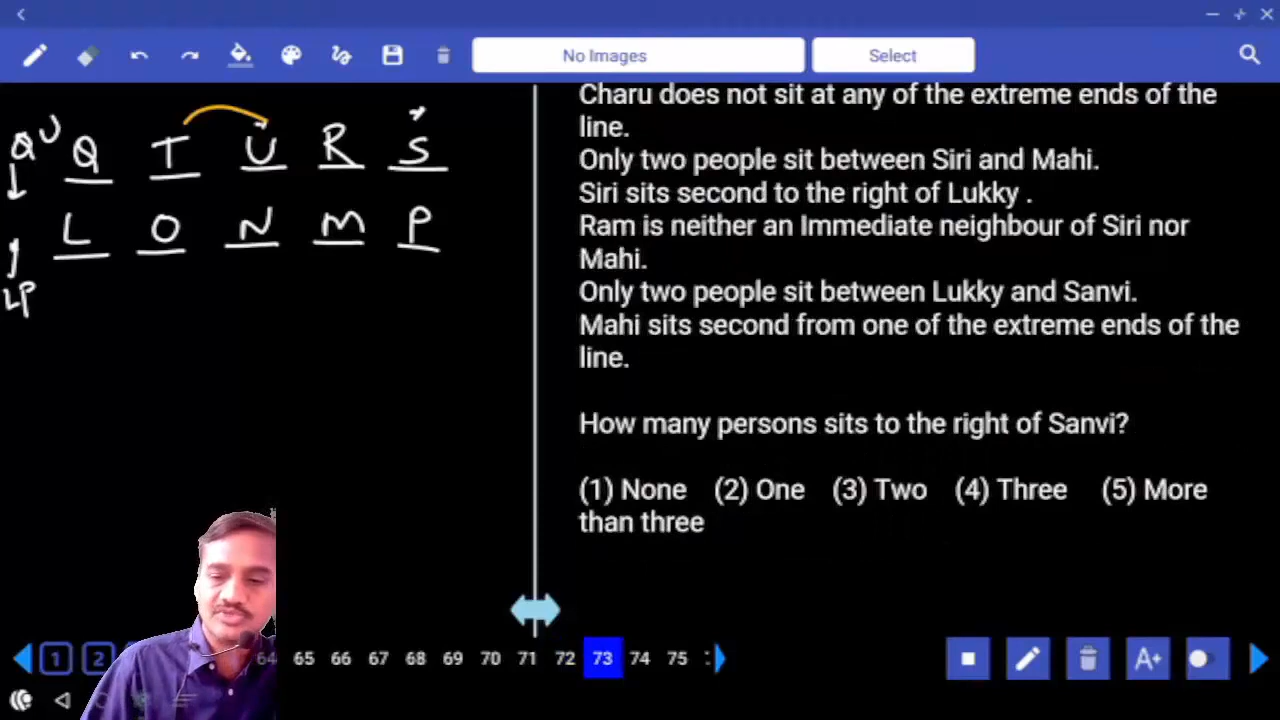 No Images
Select
Q U Q T U R S
L O N M P
LP
Charu does not sit at any of the extreme ends of the
line.
Only two people sit between Siri and Mahi.
Siri sits second to the right of Lukky .
Ram is neither an Immediate neighbour of Siri nor
Mahi.
Only two people sit between Lukky and Sanvi.
Mahi sits second from one of the extreme ends of the
line.
How many persons sits to the right of Sanvi?
(1) None (2) One (3) Two (4) Three (5) More
than three
1 2 64 65 66 67 68 69 70 71 72 73 74 75
A+